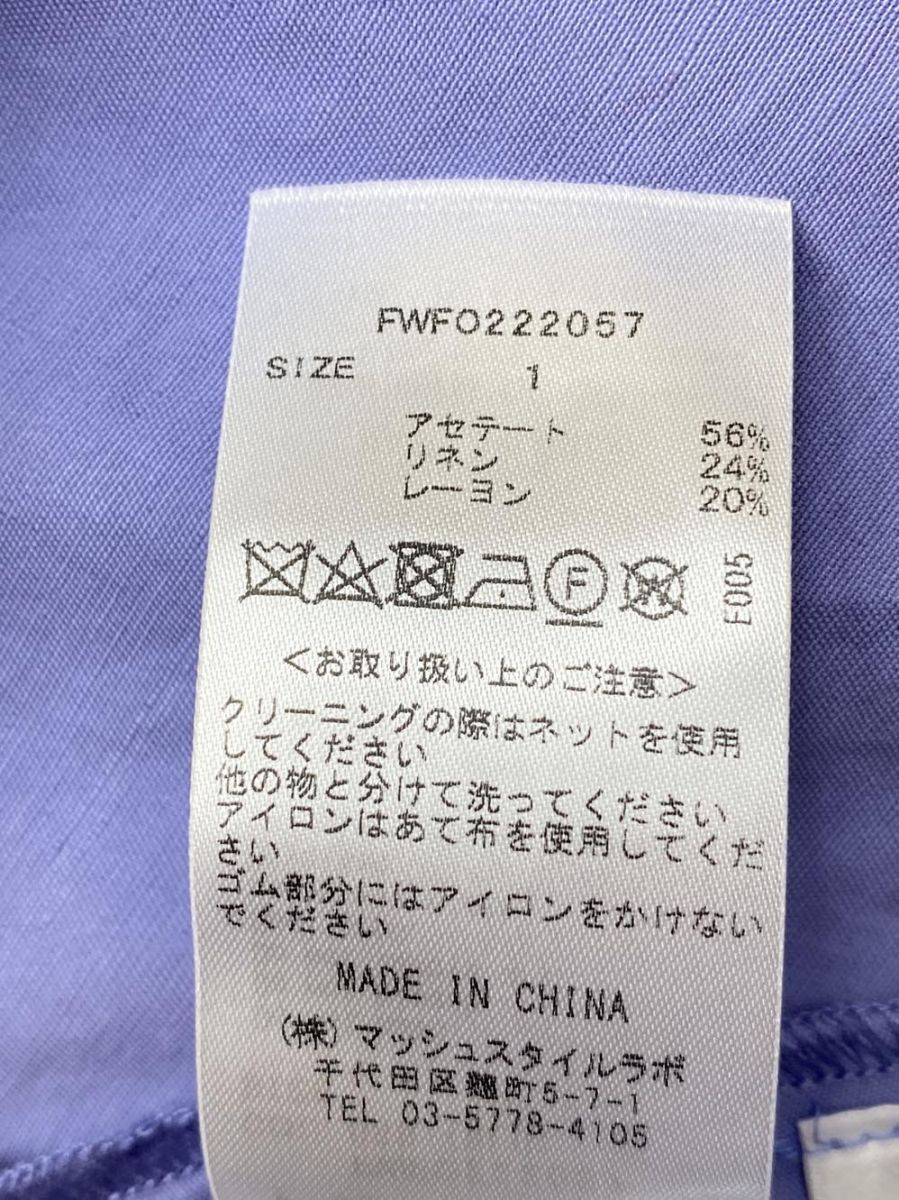 FWFO222057
SIZE 1
アセテート 56%
リネン 24%
レーヨン 20%
F
E005
<お取り扱い上のご注意>
クリーニングの際はネットを使用
してください
他の物と分けて洗ってください
アイロンはあて布を使用してくだ
さい
ゴム部分にはアイロンをかけない
でください
MADE IN CHINA
(株)マッシュスタイルラボ
千代田区麹町5-7-1
TEL 03-5778-4105